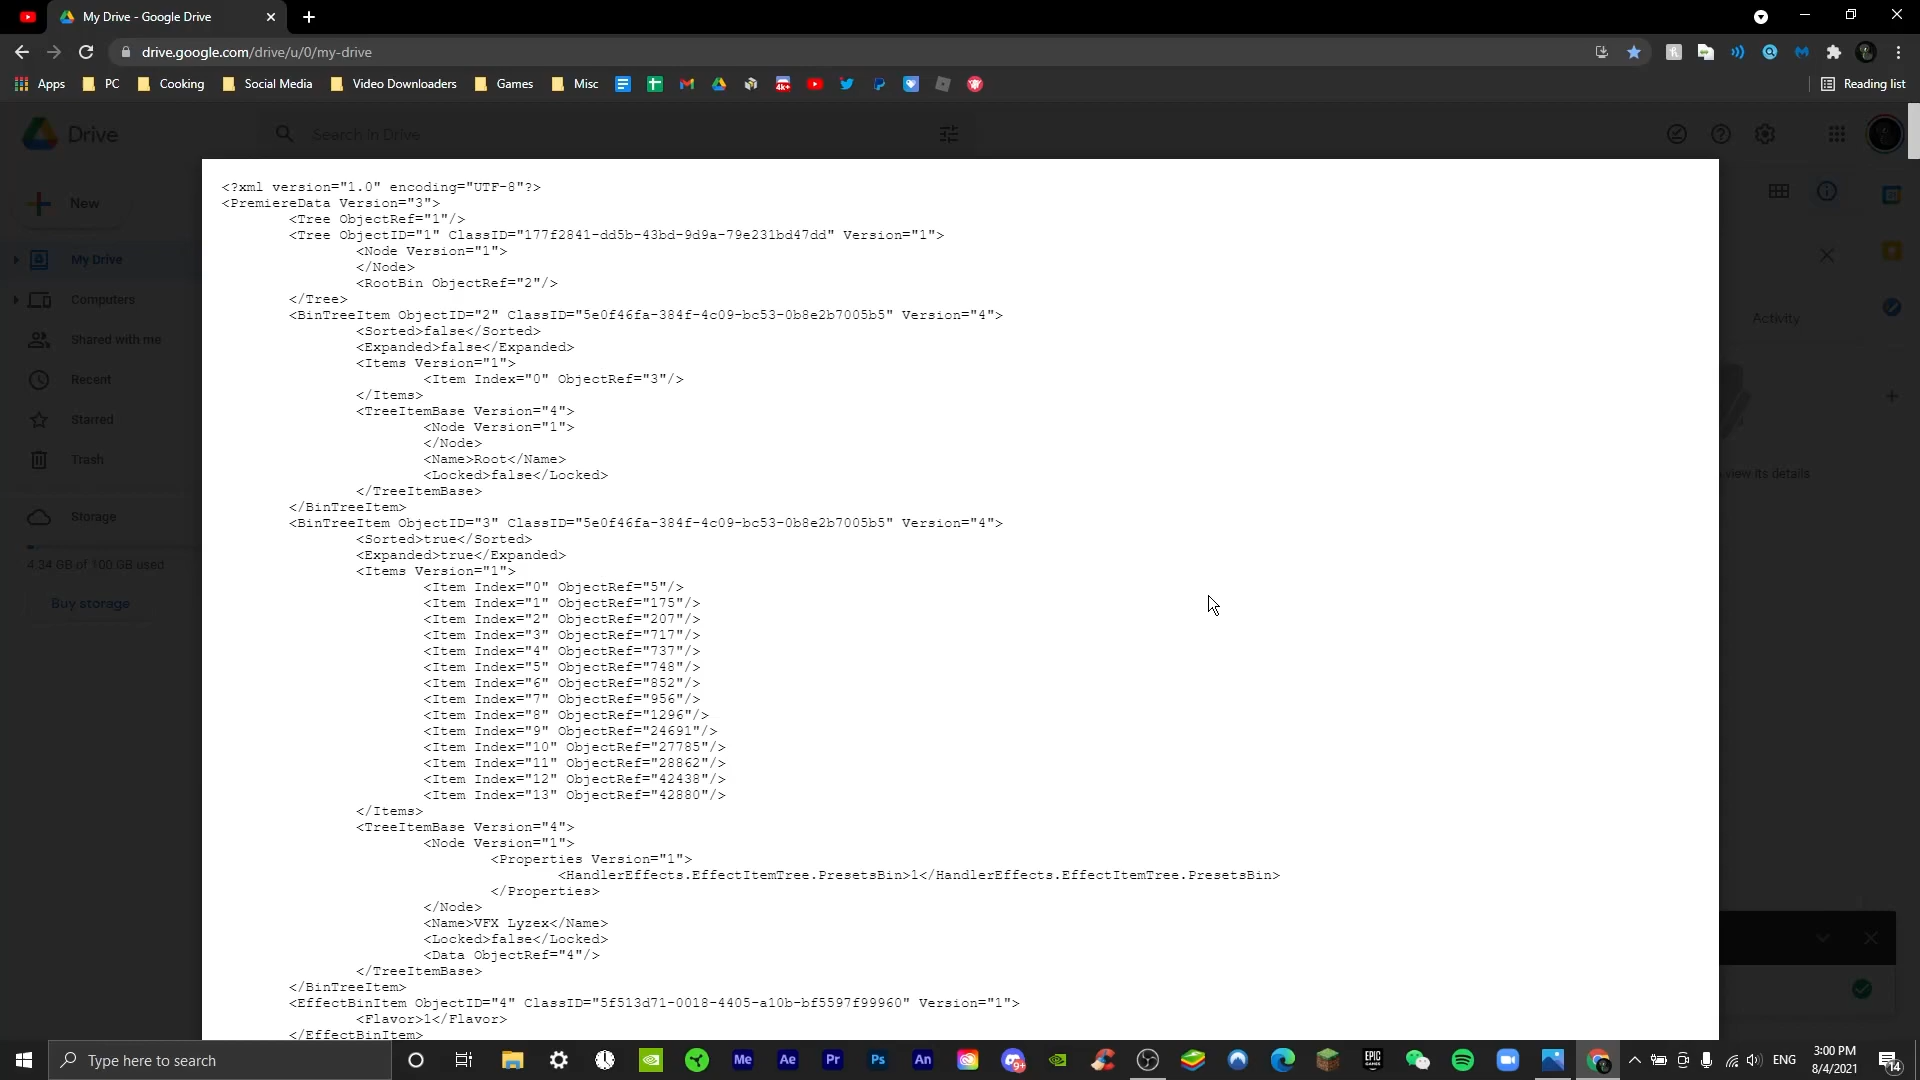 My Drive - Google Drive
drive.google.com/drive/u/0/my-drive
Apps
PC
Cooking
Social Media
Video Downloaders
Games
Misc
4K+
Reading list
Drive
Search in Drive
New
My Drive
Computers
Shared with me
Recent
Starred
Trash
Storage
4.34 GB of 100 GB used
Buy storage
Activity
view its details
<?xml version="1.0" encoding="UTF-8"?>
<PremiereData Version="3">
<Tree ObjectRef="1"/>
<Tree ObjectID="1" ClassID="177f2841-dd5b-43bd-9d9a-79e231bd47dd" Version="1">
<Node Version="1">
</Node>
<RootBin ObjectRef="2"/>
</Tree>
<BinTreeItem ObjectID="2" ClassID="5e0f46fa-384f-4c09-bc53-0b8e2b7005b5" Version="4">
<Sorted>false</Sorted>
<Expanded>false</Expanded>
<Items Version="1">
<Item Index="0" ObjectRef="3"/>
</Items>
<TreeItemBase Version="4">
<Node Version="1">
</Node>
<Name>Root</Name>
<Locked>false</Locked>
</TreeItemBase>
</BinTreeItem>
<BinTreeItem ObjectID="3" ClassID="5e0f46fa-384f-4c09-bc53-0b8e2b7005b5" Version="4">
<Sorted>true</Sorted>
<Expanded>true</Expanded>
<Items Version="1">
<Item Index="0" ObjectRef="5"/>
<Item Index="1" ObjectRef="175"/>
<Item Index="2" ObjectRef="207"/>
<Item Index="3" ObjectRef="717"/>
<Item Index="4" ObjectRef="737"/>
<Item Index="5" ObjectRef="748"/>
<Item Index="6" ObjectRef="852"/>
<Item Index="7" ObjectRef="956"/>
<Item Index="8" ObjectRef="1296"/>
<Item Index="9" ObjectRef="24691"/>
<Item Index="10" ObjectRef="27785"/>
<Item Index="11" ObjectRef="28862"/>
<Item Index="12" ObjectRef="42438"/>
<Item Index="13" ObjectRef="42880"/>
</Items>
<TreeItemBase Version="4">
<Node Version="1">
<Properties Version="1">
<HandlerEffects.EffectItemTree.PresetsBin>1</HandlerEffects.EffectItemTree.PresetsBin>
</Properties>
</Node>
<Name>VFX Lyzex</Name>
<Locked>false</Locked>
<Data ObjectRef="4"/>
</TreeItemBase>
</BinTreeItem>
<EffectBinItem ObjectID="4" ClassID="5f513d71-0018-4405-a10b-bf5597f99960" Version="1">
<Flavor>1</Flavor>
</EffectBinItem>
Type here to search
Me
Ae
Pr
Ps
An
9+
EPIC
GAMES
ENG
3:00 PM
8/4/2021
14